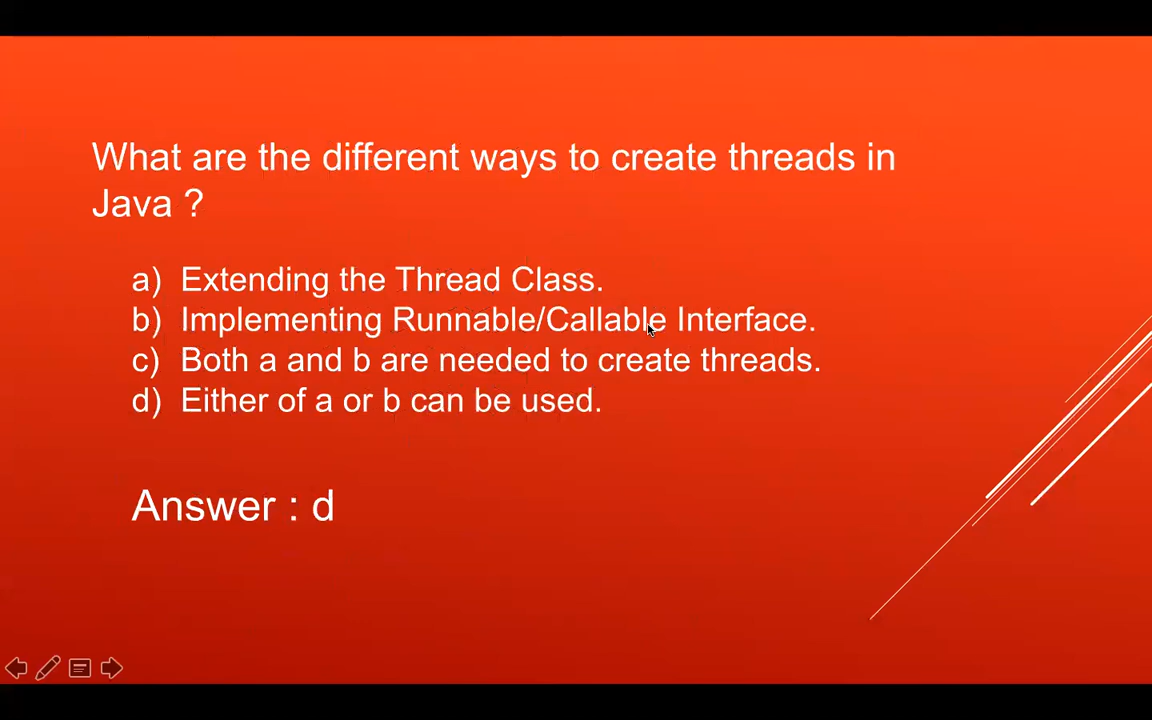 What are the different ways to create threads in
Java ?
a) Extending the Thread Class.
b) Implementing Runnable/Callable Interface.
c) Both a and b are needed to create threads.
d) Either of a or b can be used.
Answer : d